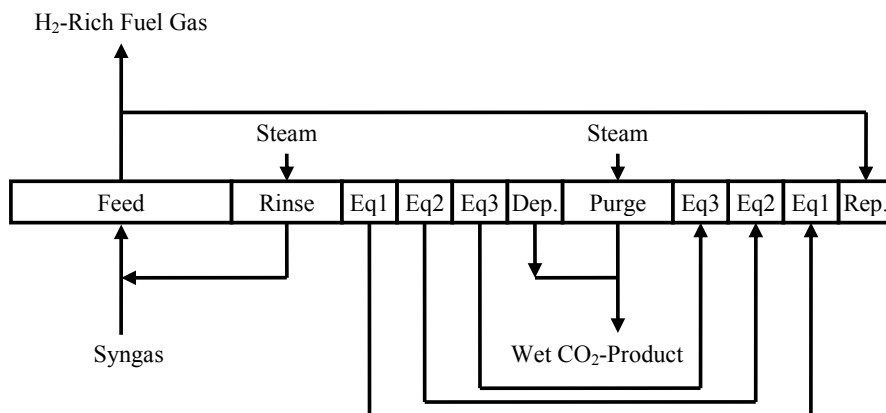 H₂-Rich Fuel Gas
Steam Steam
Feed Rinse Eq1 Eq2 Eq3 Dep. Purge Eq3 Eq2 Eq1 Rep.
Syngas Wet CO₂-Product